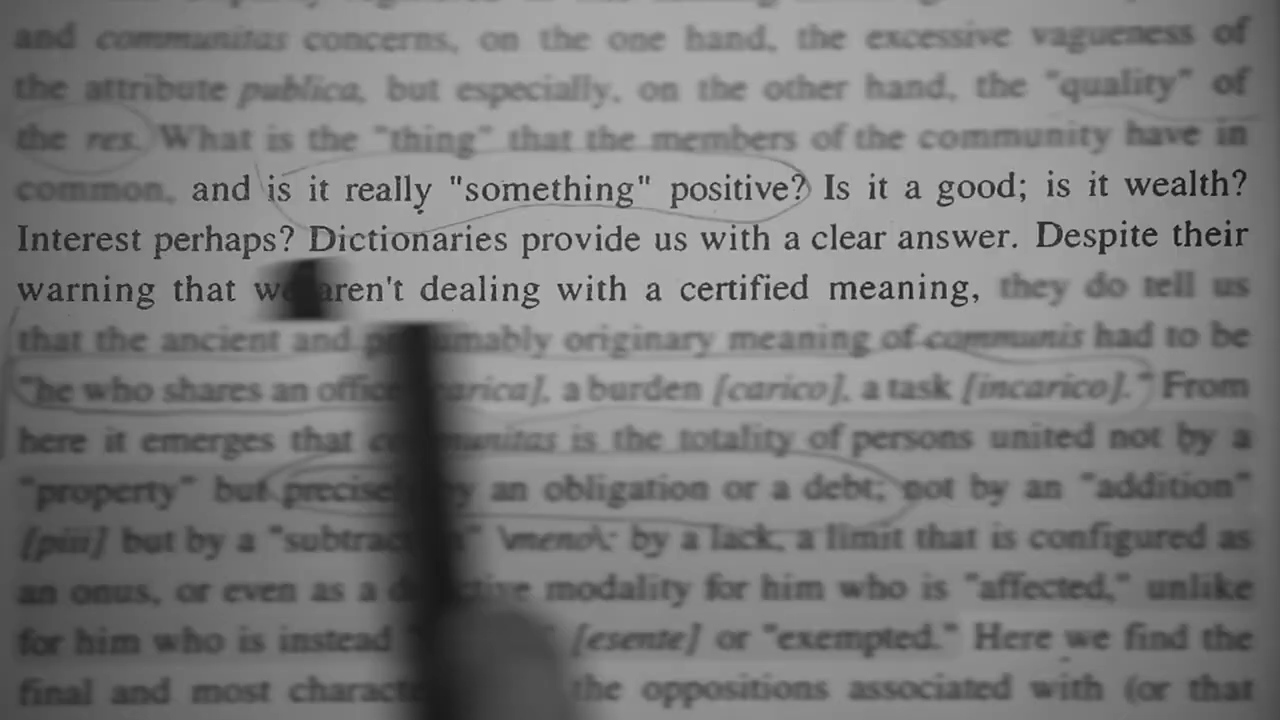 and communitas concerns, on the one hand, the excessive vagueness of
the attribute publica, but especially, on the other hand, the "quality" of
the res. What is the "thing" that the members of the community have in
common, and is it really "something" positive? Is it a good; is it wealth?
Interest perhaps? Dictionaries provide us with a clear answer. Despite their
warning that we aren't dealing with a certified meaning, they do tell us
that the ancient and originary meaning of communis had to be
"he who shares an office a burden [carico], a task [incarico]." From
here it emerges that communitas is the totality of persons united not by a
"property" but precisely by an obligation or a debt; not by an "addition"
[più] but by a "subtraction" \meno\: by a lack, a limit that is configured as
an onus, or even as a modality for him who is "affected," unlike
for him who is instead [esente] or "exempted." Here we find the
final and most the oppositions associated with (or that